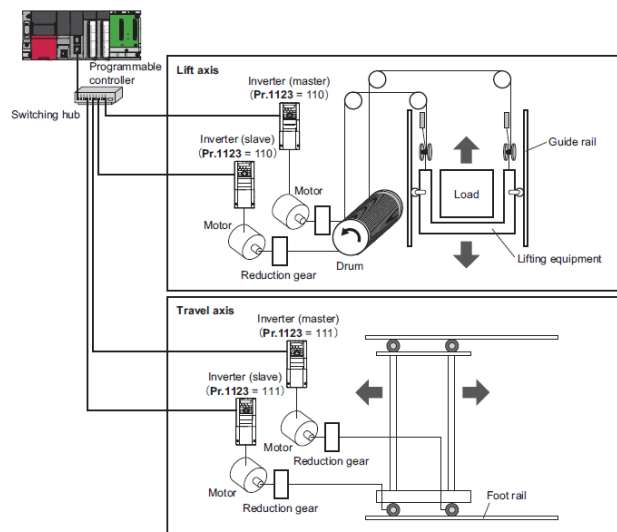 Programmable
controller
Switching hub
Lift axis
Inverter (master)
(Pr.1123 = 110)
Inverter (slave)
(Pr.1123 = 110)
Motor
Motor
Reduction gear
Drum
Load
Guide rail
Lifting equipment
Travel axis
Inverter (master)
(Pr.1123 = 111)
Inverter (slave)
(Pr.1123 = 111)
Motor
Reduction gear
Motor
Reduction gear
Foot rail